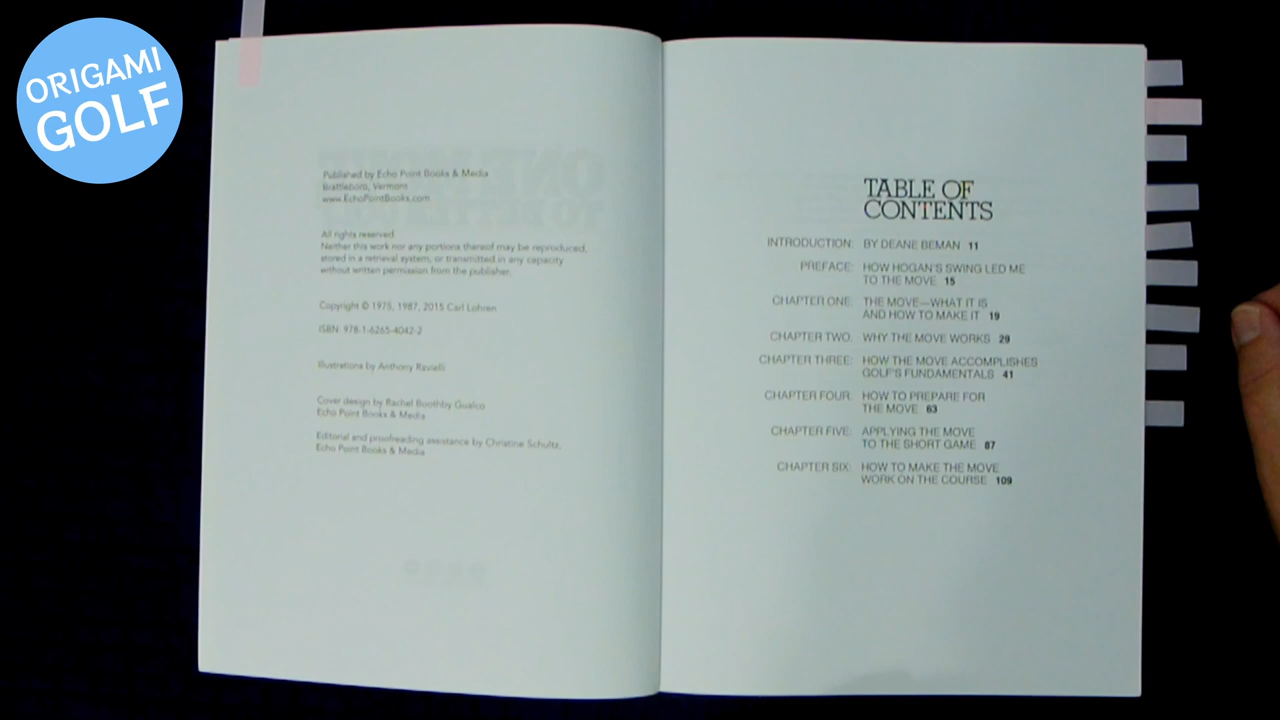 ORIGAMI
GOLF
Published by Echo Point Books & Media
Brattleboro, Vermont
www.EchoPointBooks.com
All rights reserved.
Neither this work nor any portions thereof may be reproduced,
stored in a retrieval system, or transmitted in any capacity
without written permission from the publisher.
Copyright © 1975, 1987, 2015 Carl Lohren
ISBN: 978-1-6265-4042-2
Illustrations by Anthony Ravielli
Cover design by Rachel Boothby Gualco
Echo Point Books & Media
Editorial and proofreading assistance by Christine Schultz,
Echo Point Books & Media
TABLE OF
CONTENTS
INTRODUCTION: BY DEANE BEMAN 11
PREFACE: HOW HOGAN'S SWING LED ME
TO THE MOVE 15
CHAPTER ONE: THE MOVE—WHAT IT IS
AND HOW TO MAKE IT 19
CHAPTER TWO: WHY THE MOVE WORKS 29
CHAPTER THREE: HOW THE MOVE ACCOMPLISHES
GOLF'S FUNDAMENTALS 41
CHAPTER FOUR: HOW TO PREPARE FOR
THE MOVE 63
CHAPTER FIVE: APPLYING THE MOVE
TO THE SHORT GAME 87
CHAPTER SIX: HOW TO MAKE THE MOVE
WORK ON THE COURSE 109